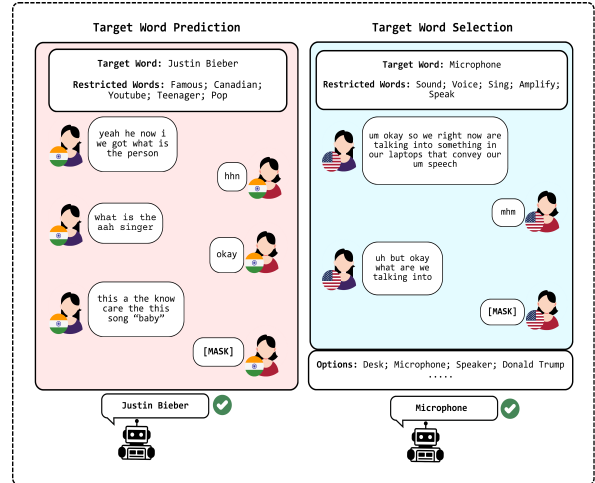 Target Word Prediction
Target Word: Justin Bieber
Restricted Words: Famous; Canadian;
Youtube; Teenager; Pop
yeah he now i
we got what is
the person
hhn
what is the
aah singer
okay
this a the know
care the this
song “baby”
[MASK]
Justin Bieber
Target Word Selection
Target Word: Microphone
Restricted Words: Sound; Voice; Sing; Amplify;
Speak
um okay so we right now are
talking into something in
our laptops that convey our
um speech
mhm
uh but okay
what are we
talking into
[MASK]
Options: Desk; Microphone; Speaker; Donald Trump
.....
Microphone